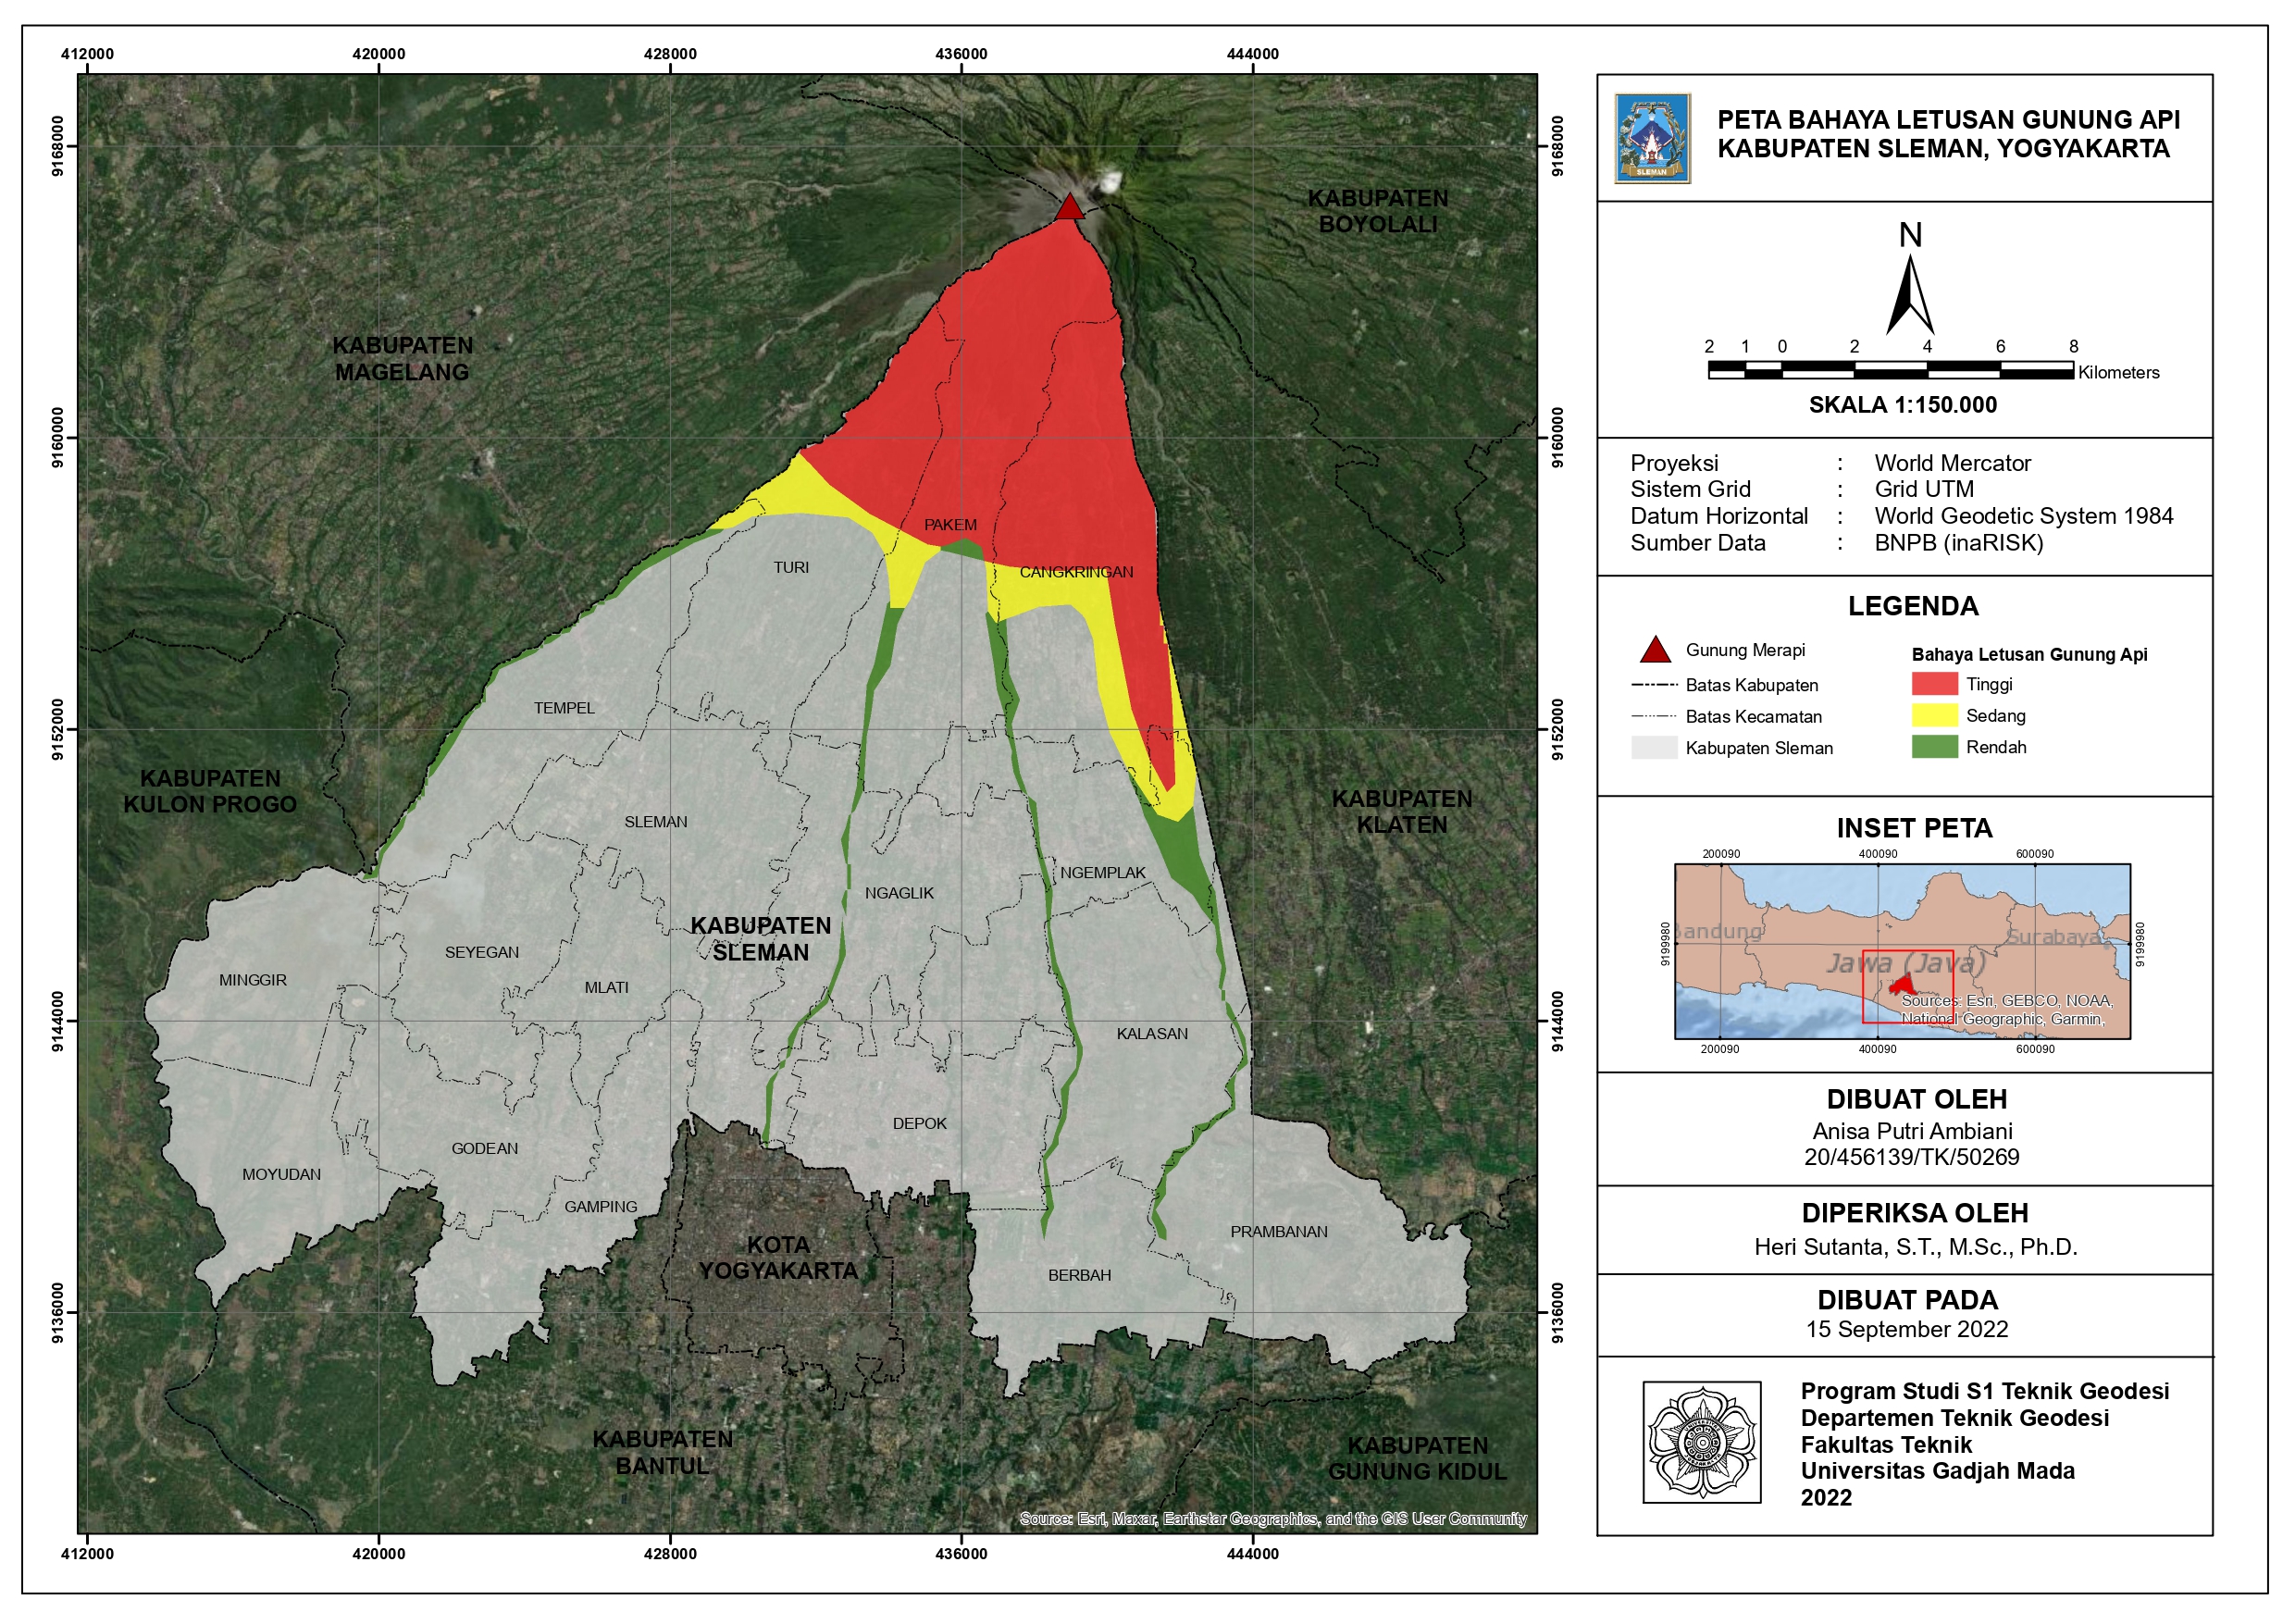 412000
420000
428000
436000
444000
9168000
9160000
9152000
9144000
9136000
KABUPATEN
BOYOLALI
KABUPATEN
MAGELANG
PAKEM
TURI
CANGKRINGAN
TEMPEL
KABUPATEN
KULON PROGO
KABUPATEN
KLATEN
SLEMAN
NGEMPLAK
NGAGLIK
KABUPATEN
SLEMAN
SEYEGAN
MINGGIR
MLATI
KALASAN
DEPOK
GODEAN
MOYUDAN
GAMPING
PRAMBANAN
KOTA
YOGYAKARTA
BERBAH
KABUPATEN
BANTUL
KABUPATEN
GUNUNG KIDUL
Source: Esri, Maxar, Earthstar Geographics, and the GIS User Community
9168000
9160000
9152000
9144000
9136000
412000
420000
428000
436000
444000
SLEMAN
PETA BAHAYA LETUSAN GUNUNG API
KABUPATEN SLEMAN, YOGYAKARTA
N
2 1 0 2 4 6 8
Kilometers
SKALA 1:150.000
Proyeksi : World Mercator
Sistem Grid : Grid UTM
Datum Horizontal : World Geodetic System 1984
Sumber Data : BNPB (inaRISK)
LEGENDA
Gunung Merapi
Batas Kabupaten
Batas Kecamatan
Kabupaten Sleman
Bahaya Letusan Gunung Api
Tinggi
Sedang
Rendah
INSET PETA
200090 400090 600090
9199980
9199980
andung
Surabaya
Jawa (Java)
Sources: Esri, GEBCO, NOAA,
National Geographic, Garmin,
200090 400090 600090
DIBUAT OLEH
Anisa Putri Ambiani
20/456139/TK/50269
DIPERIKSA OLEH
Heri Sutanta, S.T., M.Sc., Ph.D.
DIBUAT PADA
15 September 2022
Program Studi S1 Teknik Geodesi
Departemen Teknik Geodesi
Fakultas Teknik
Universitas Gadjah Mada
2022